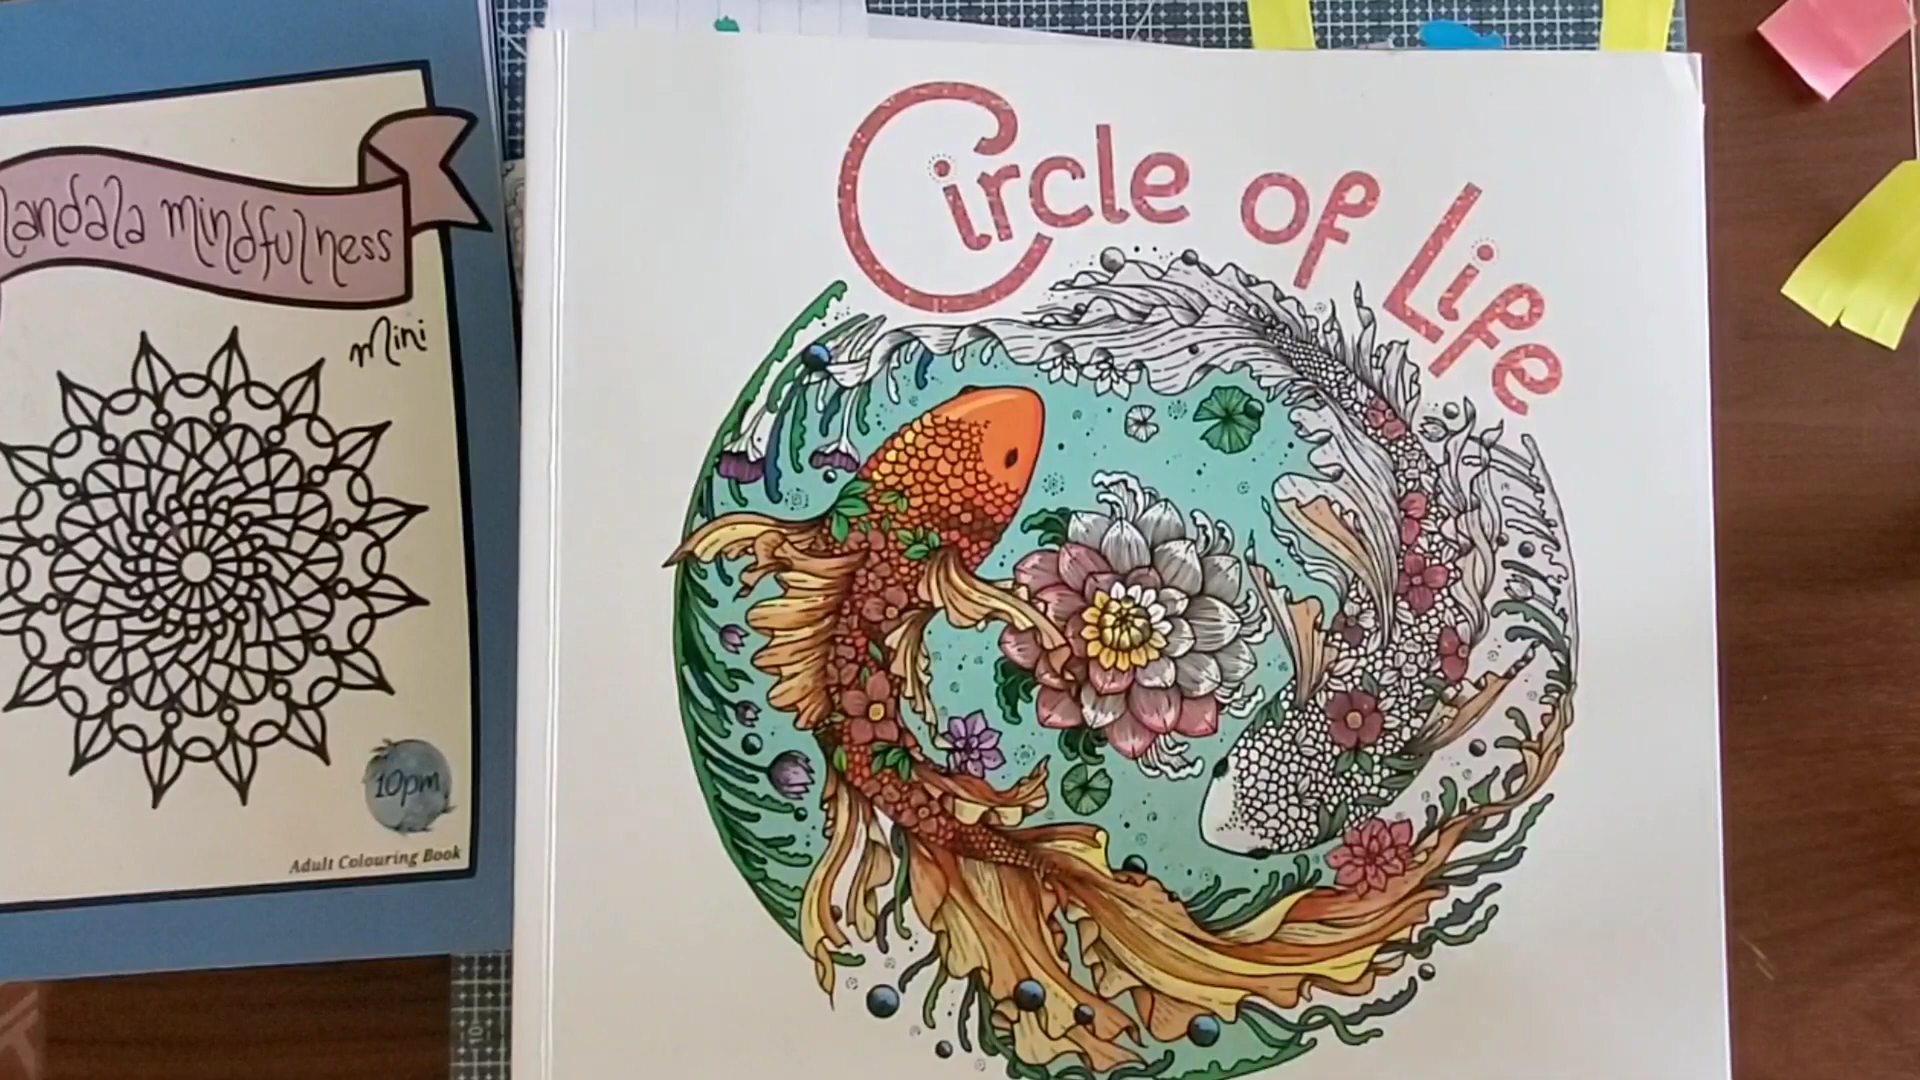 mandala mindfulness
Mini
10pm
Adult Colouring Book
Circle of Life